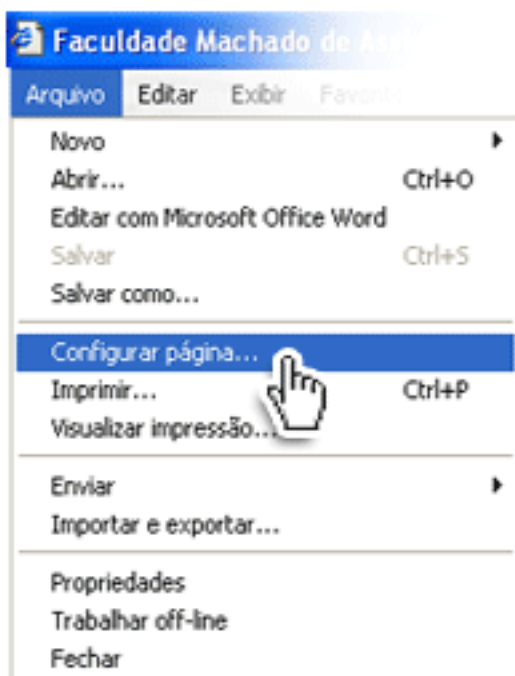 Faculdade Machado de
Arquivo Editar Exibir
Novo
Abrir... Ctrl+O
Editar com Microsoft Office Word
Salvar Ctrl+S
Salvar como...
Configurar página...
Imprimir... Ctrl+P
Visualizar impressão...
Enviar
Importar e exportar...
Propriedades
Trabalhar off-line
Fechar